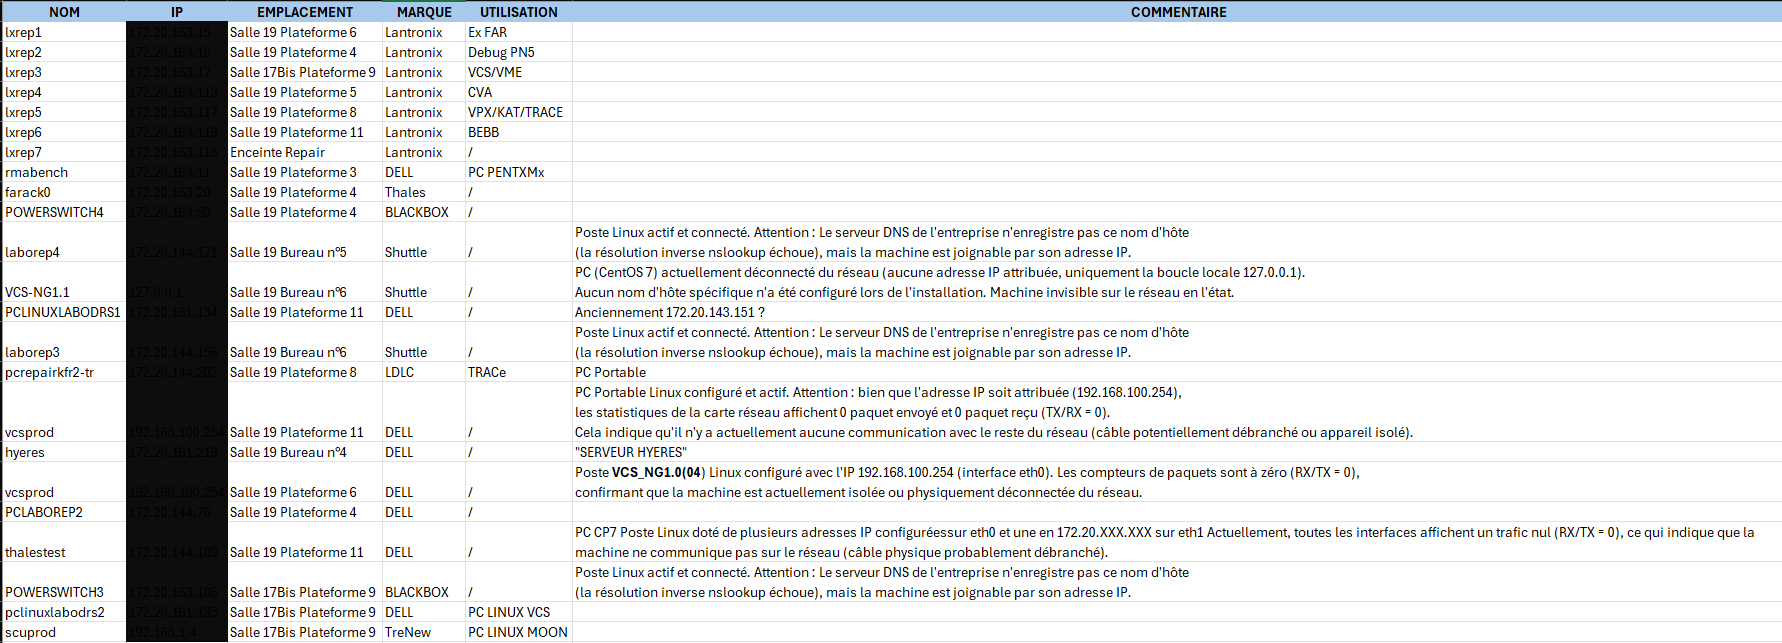 NOM IP EMPLACEMENT MARQUE UTILISATION COMMENTAIRE
lxrep1 Salle 19 Plateforme 6 Lantronix Ex FAR
lxrep2 Salle 19 Plateforme 4 Lantronix Debug PN5
lxrep3 Salle 17Bis Plateforme 9 Lantronix VCS/VME
lxrep4 Salle 19 Plateforme 5 Lantronix CVA
lxrep5 Salle 19 Plateforme 8 Lantronix VPX/KAT/TRACE
lxrep6 Salle 19 Plateforme 11 Lantronix BEBB
lxrep7 Enceinte Repair Lantronix /
rmabench Salle 19 Plateforme 3 DELL PC PENTXMx
farack0 Salle 19 Plateforme 4 Thales /
POWERSWITCH4 Salle 19 Plateforme 4 BLACKBOX /
Poste Linux actif et connecté. Attention : Le serveur DNS de l'entreprise n'enregistre pas ce nom d'hôte
laborep4 Salle 19 Bureau n°5 Shuttle / (la résolution inverse nslookup échoue), mais la machine est joignable par son adresse IP.
PC (CentOS 7) actuellement déconnecté du réseau (aucune adresse IP attribuée, uniquement la boucle locale 127.0.0.1).
VCS-NG1.1 Salle 19 Bureau n°6 Shuttle / Aucun nom d'hôte spécifique n'a été configuré lors de l'installation. Machine invisible sur le réseau en l'état.
PCLINUXLABODRS1 Salle 19 Plateforme 11 DELL / Anciennement 172.20.143.151 ?
Poste Linux actif et connecté. Attention : Le serveur DNS de l'entreprise n'enregistre pas ce nom d'hôte
laborep3 Salle 19 Bureau n°6 Shuttle / (la résolution inverse nslookup échoue), mais la machine est joignable par son adresse IP.
pcrepairkfr2-tr Salle 19 Plateforme 8 LDLC TRACe PC Portable
PC Portable Linux configuré et actif. Attention : bien que l'adresse IP soit attribuée (192.168.100.254),
les statistiques de la carte réseau affichent 0 paquet envoyé et 0 paquet reçu (TX/RX = 0).
vcsprod Salle 19 Plateforme 11 DELL / Cela indique qu'il n'y a actuellement aucune communication avec le reste du réseau (câble potentiellement débranché ou appareil isolé).
hyeres Salle 19 Bureau n°4 DELL / "SERVEUR HYERES"
Poste VCS_NG1.0(04) Linux configuré avec l'IP 192.168.100.254 (interface eth0). Les compteurs de paquets sont à zéro (RX/TX = 0),
vcsprod Salle 19 Plateforme 6 DELL / confirmant que la machine est actuellement isolée ou physiquement déconnectée du réseau.
PCLABOREP2 Salle 19 Plateforme 4 DELL /
PC CP7 Poste Linux doté de plusieurs adresses IP configuréessur eth0 et une en 172.20.XXX.XXX sur eth1 Actuellement, toutes les interfaces affichent un trafic nul (RX/TX = 0), ce qui indique que la
thalestest Salle 19 Plateforme 11 DELL / machine ne communique pas sur le réseau (câble physique probablement débranché).
Poste Linux actif et connecté. Attention : Le serveur DNS de l'entreprise n'enregistre pas ce nom d'hôte
POWERSWITCH3 Salle 17Bis Plateforme 9 BLACKBOX / (la résolution inverse nslookup échoue), mais la machine est joignable par son adresse IP.
pclinuxlabodrs2 Salle 17Bis Plateforme 9 DELL PC LINUX VCS
scuprod Salle 17Bis Plateforme 9 TreNew PC LINUX MOON